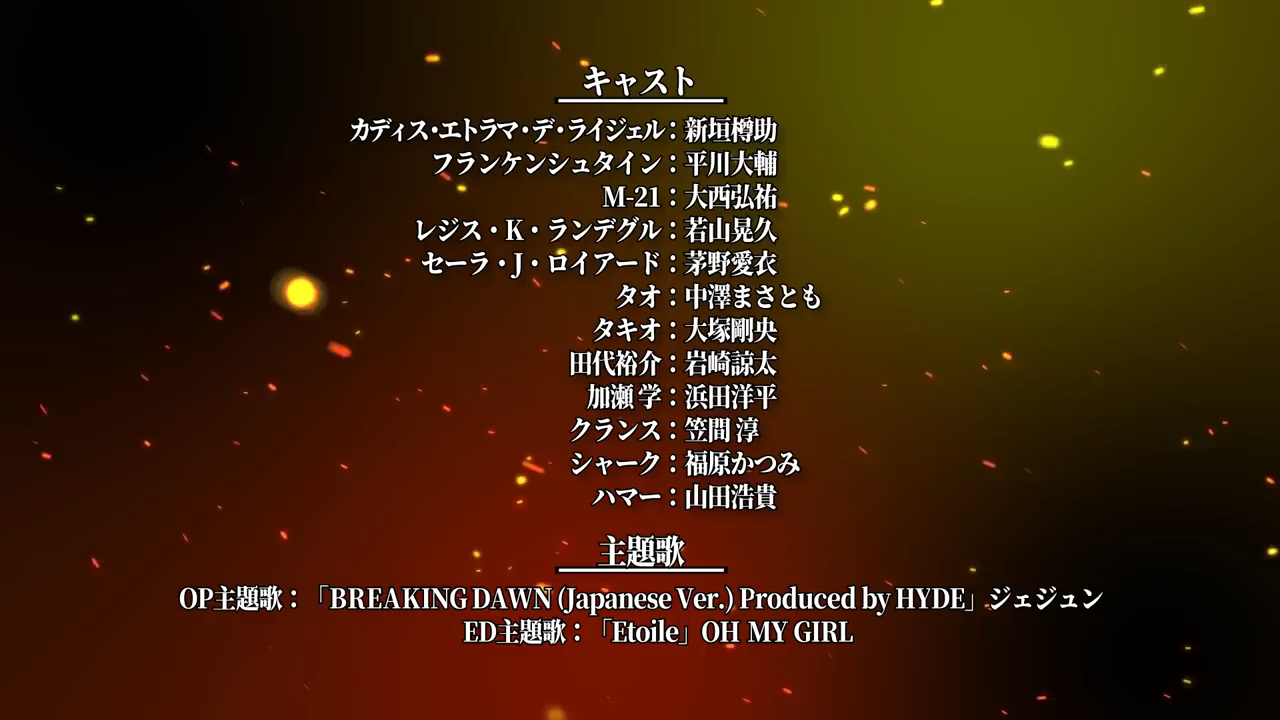 キャスト
カディス・エトラマ・デ・ライジェル：新垣樽助
フランケンシュタイン：平川大輔
M-21：大西弘祐
レジス・K・ランデグル：若山晃久
セーラ・J・ロイアード：茅野愛衣
タオ：中澤まさとも
タキオ：大塚剛央
田代裕介：岩崎諒太
加瀬 学：浜田洋平
クランス：笠間 淳
シャーク：福原かつみ
ハマー：山田浩貴
主題歌
OP主題歌：「BREAKING DAWN (Japanese Ver.) Produced by HYDE」ジェジュン
ED主題歌：「Etoile」OH MY GIRL